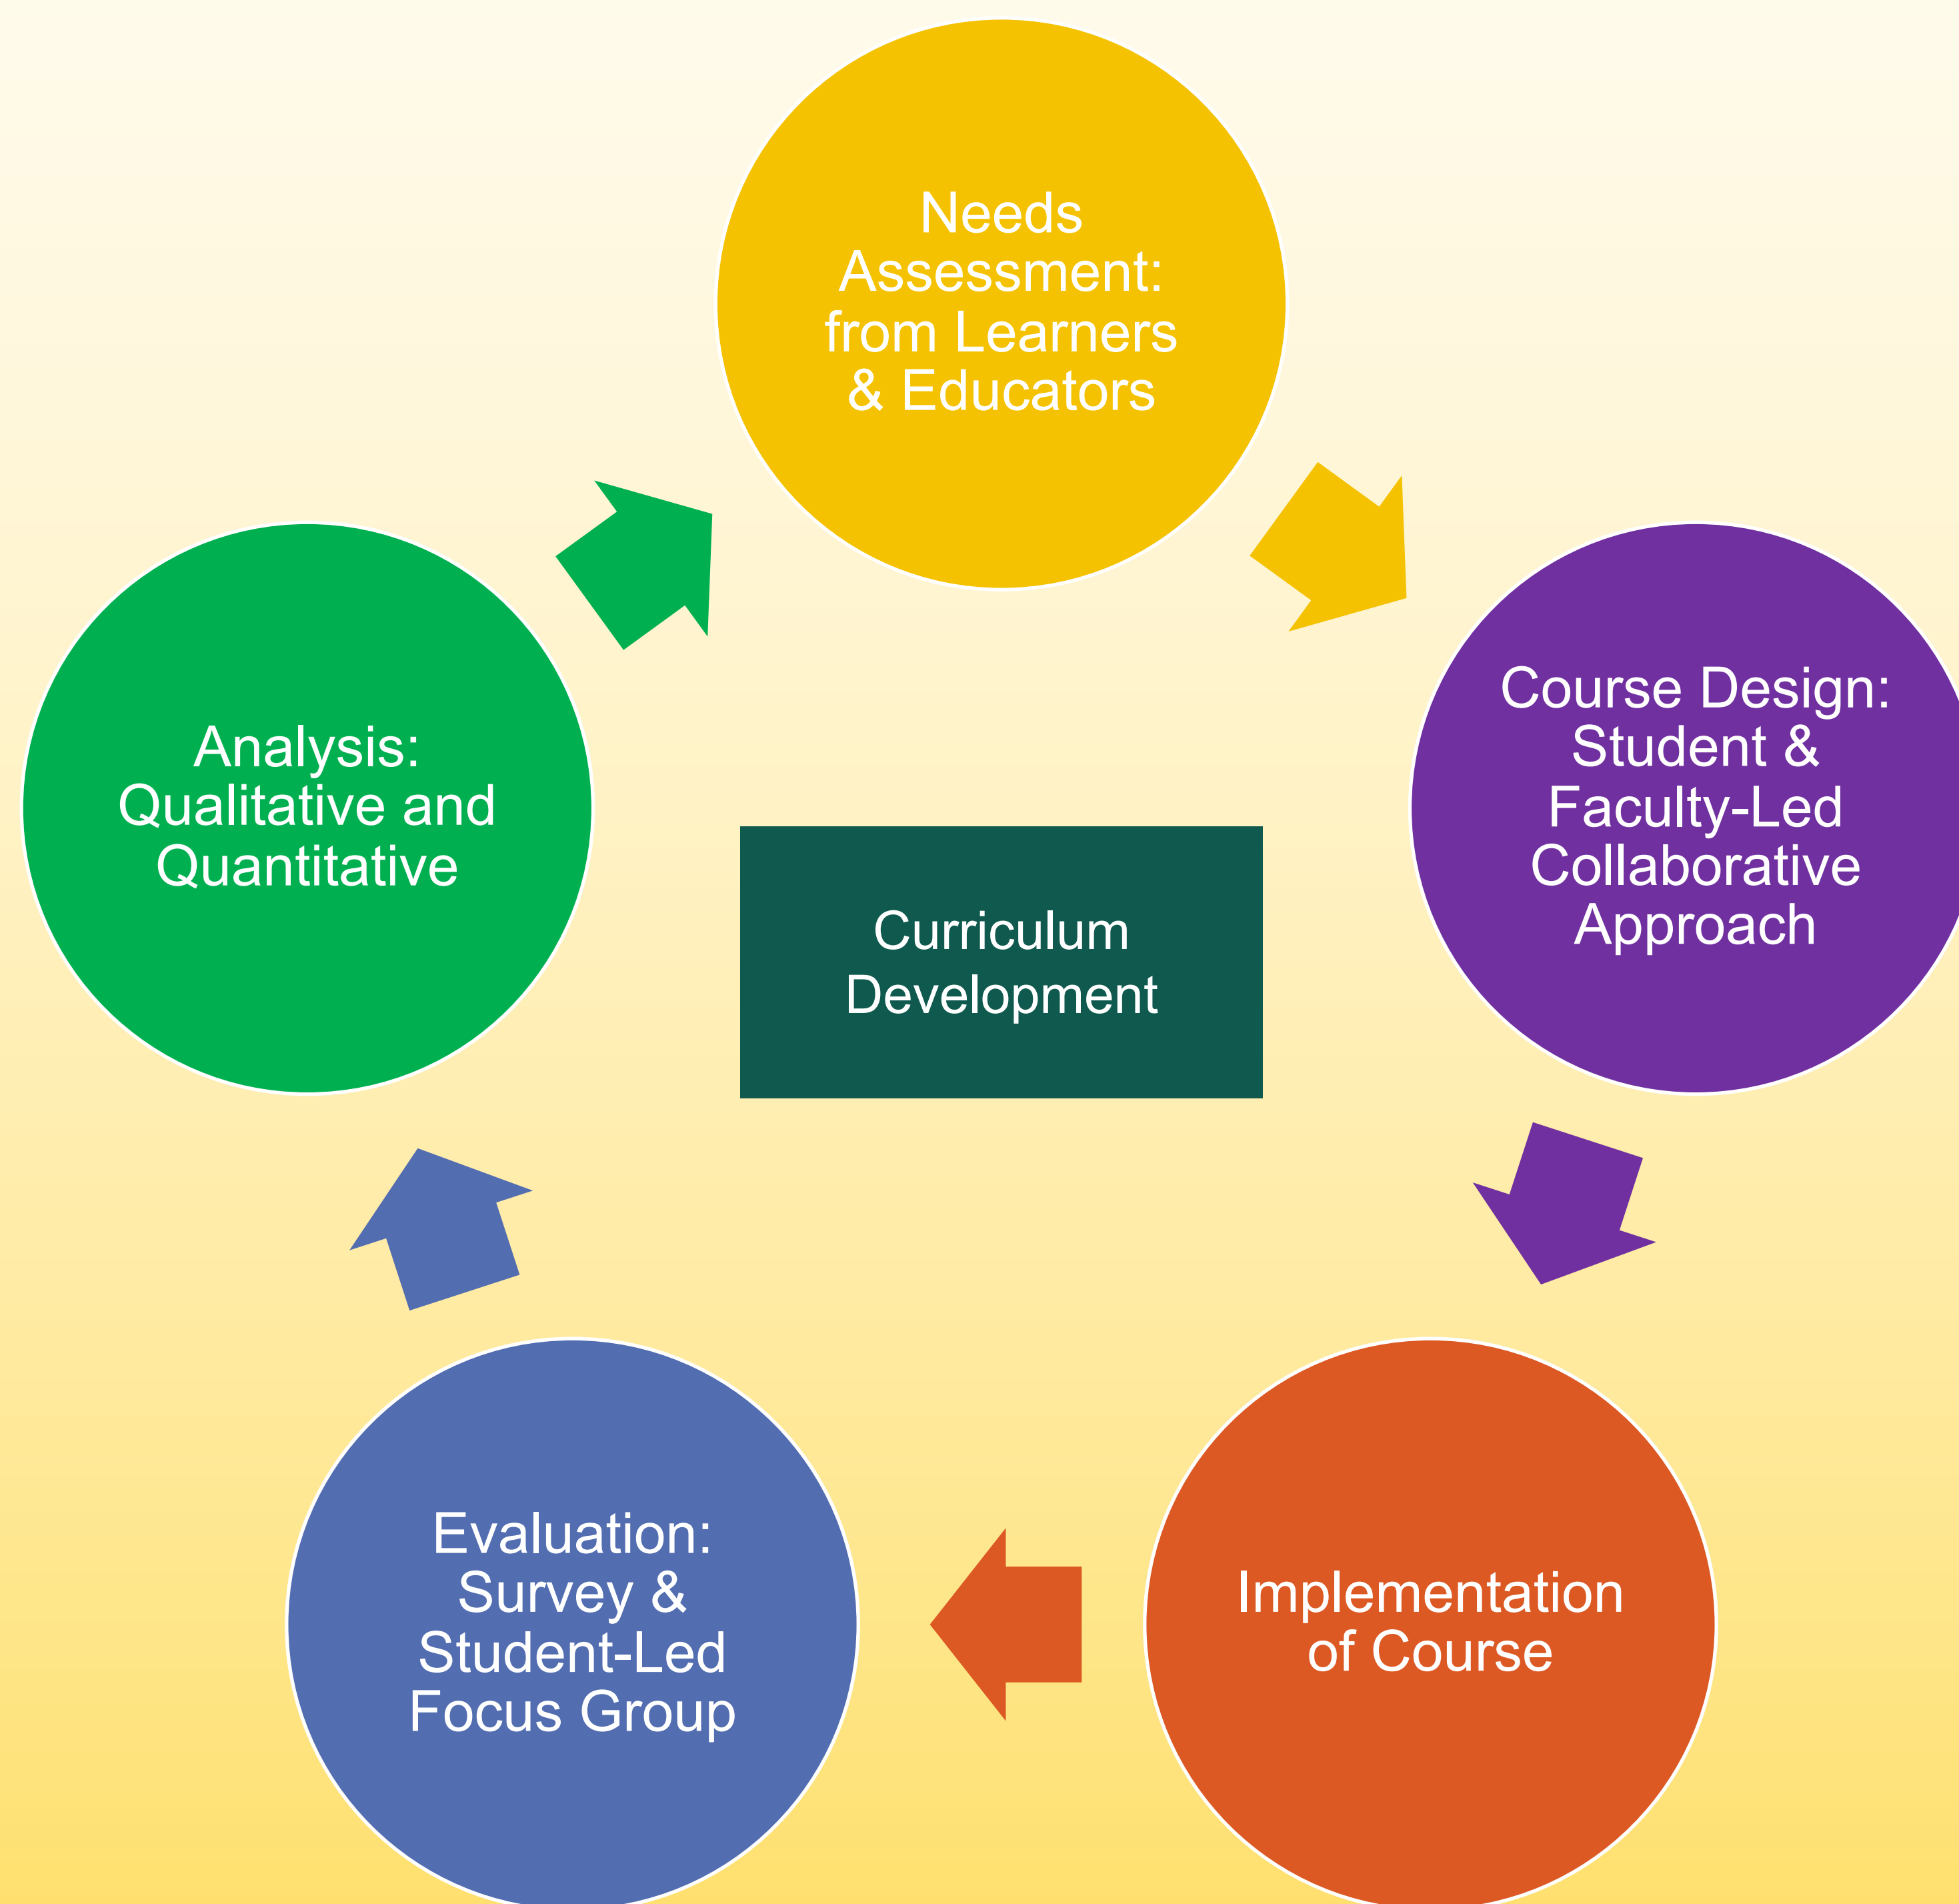 Needs
Assessment:
from Learners
& Educators
Course Design:
Student &
Faculty-Led
Collaborative
Approach
Implementation
of Course
Evaluation:
Survey &
Student-Led
Focus Group
Analysis:
Qualitative and
Quantitative
Curriculum
Development